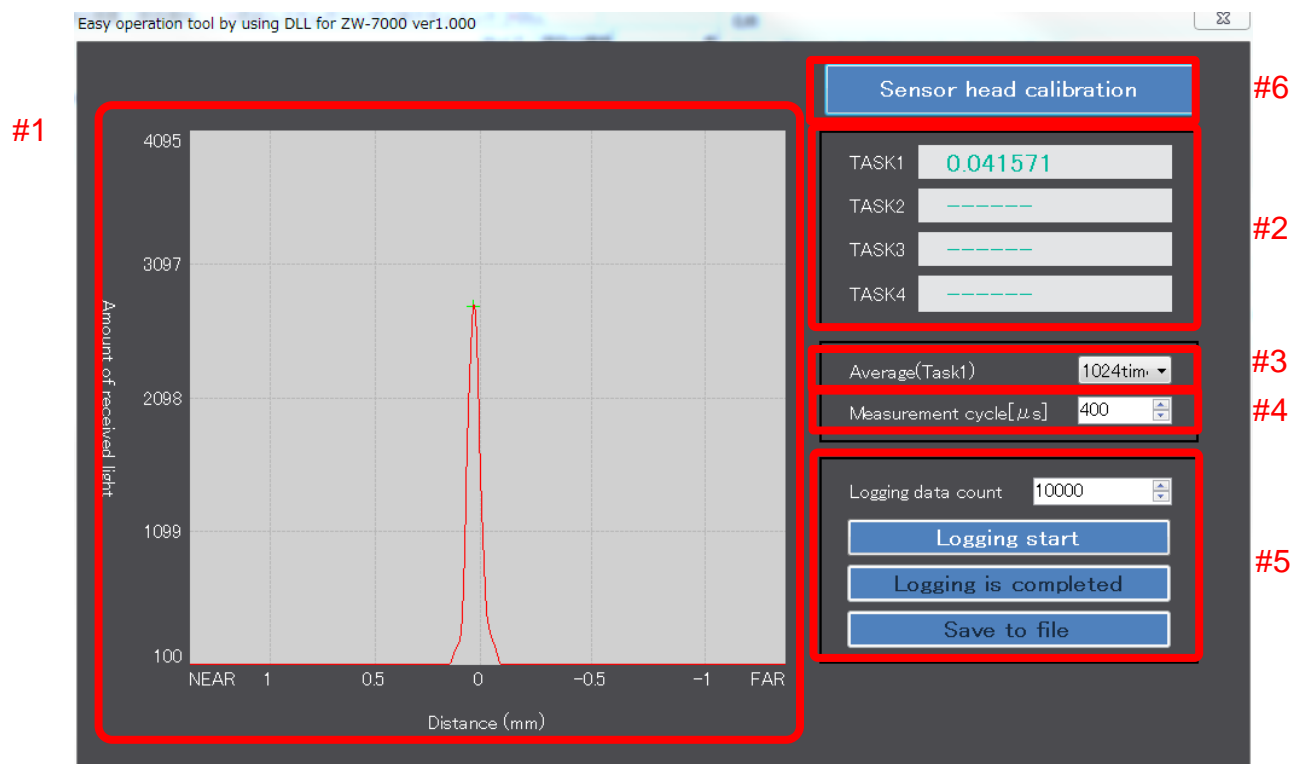 Easy operation tool by using DLL for ZW-7000 ver1.000
#1
4095
3097
2098
1099
100
Amount of received light
NEAR 1 0.5 0 -0.5 -1 FAR
Distance (mm)
Sensor head calibration
#6
TASK1 0.041571
TASK2 ------
TASK3 ------
TASK4 ------
#2
Average(Task1) 1024tim
#3
Measurement cycle[μs] 400
#4
Logging data count 10000
Logging start
Logging is completed
Save to file
#5